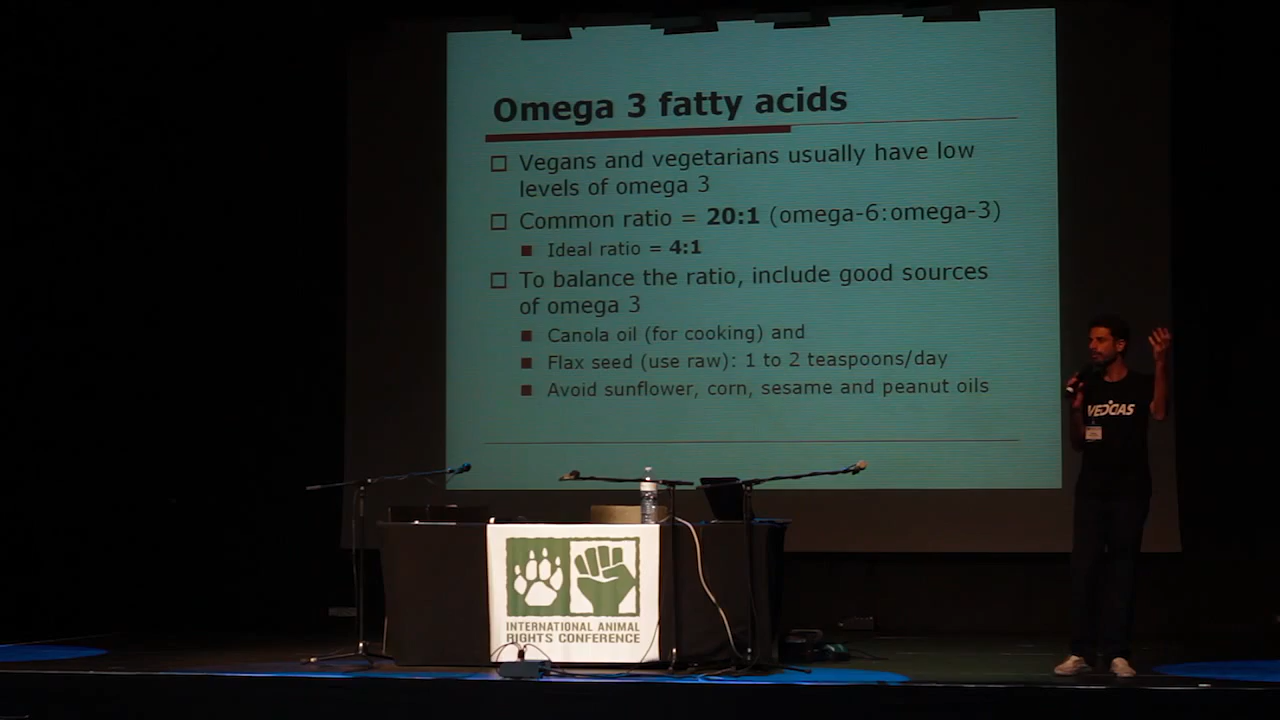 Omega 3 fatty acids
Vegans and vegetarians usually have low
levels of omega 3
Common ratio = 20:1 (omega-6:omega-3)
Ideal ratio = 4:1
To balance the ratio, include good sources
of omega 3
Canola oil (for cooking) and
Flax seed (use raw): 1 to 2 teaspoons/day
Avoid sunflower, corn, sesame and peanut oils
VEDDAS
INTERNATIONAL ANIMAL
RIGHTS CONFERENCE